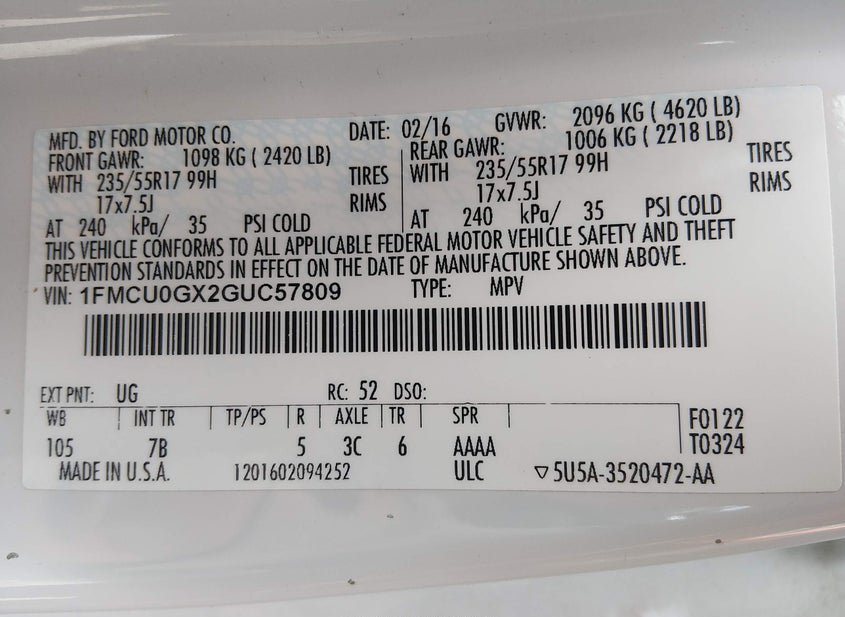 MFD. BY FORD MOTOR CO. DATE: 02/16 GVWR: 2096 KG ( 4620 LB)
FRONT GAWR: 1098 KG ( 2420 LB) REAR GAWR: 1006 KG ( 2218 LB)
WITH 235/55R17 99H TIRES WITH 235/55R17 99H TIRES
17x7.5J RIMS 17x7.5J RIMS
AT 240 kPa/ 35 PSI COLD AT 240 kPa/ 35 PSI COLD
THIS VEHICLE CONFORMS TO ALL APPLICABLE FEDERAL MOTOR VEHICLE SAFETY AND THEFT
PREVENTION STANDARDS IN EFFECT ON THE DATE OF MANUFACTURE SHOWN ABOVE.
VIN: 1FMCU0GX2GUC57809 TYPE: MPV
EXT PNT: UG RC: 52 DSO:
WB INT TR TP/PS R AXLE TR SPR F0122
105 7B 5 3C 6 AAAA T0324
MADE IN U.S.A. 1201602094252 ULC ▽5U5A-3520472-AA